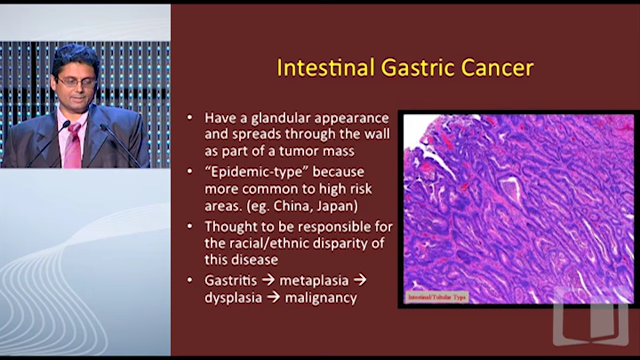 Intestinal Gastric Cancer
• Have a glandular appearance
and spreads through the wall
as part of a tumor mass
• “Epidemic-type” because
more common to high risk
areas. (eg. China, Japan)
• Thought to be responsible for
the racial/ethnic disparity of
this disease
• Gastritis → metaplasia →
dysplasia → malignancy
Intestinal/Tubular Type